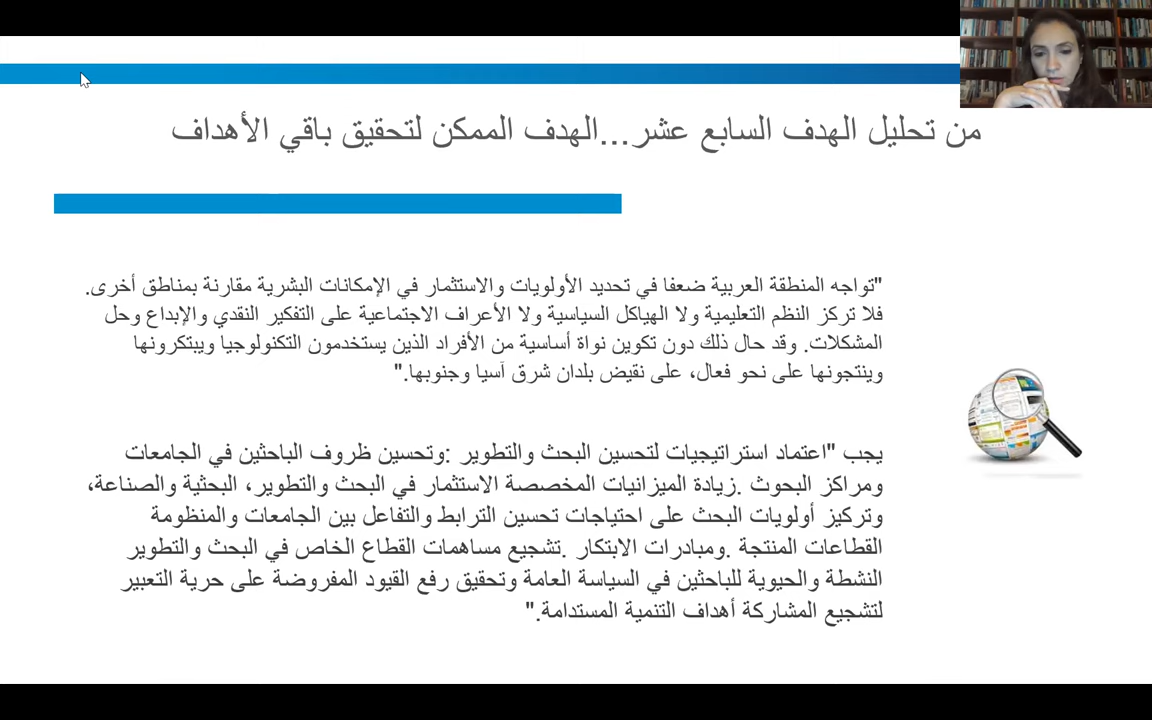 من تحليل الهدف السابع عشر...الهدف الممكن لتحقيق باقي الأهداف
"تواجه المنطقة العربية ضعفا في تحديد الأولويات والاستثمار في الإمكانات البشرية مقارنة بمناطق أخرى.
فلا تركز النظم التعليمية ولا الهياكل السياسية ولا الأعراف الاجتماعية على التفكير النقدي والإبداع وحل
المشكلات. وقد حال ذلك دون تكوين نواة أساسية من الأفراد الذين يستخدمون التكنولوجيا ويبتكرونها
وينتجونها على نحو فعال، على نقيض بلدان شرق آسيا وجنوبها."
يجب "اعتماد استراتيجيات لتحسين البحث والتطوير :وتحسين ظروف الباحثين في الجامعات
ومراكز البحوث .زيادة الميزانيات المخصصة الاستثمار في البحث والتطوير، البحثية والصناعة،
وتركيز أولويات البحث على احتياجات تحسين الترابط والتفاعل بين الجامعات والمنظومة
القطاعات المنتجة .ومبادرات الابتكار .تشجيع مساهمات القطاع الخاص في البحث والتطوير
النشطة والحيوية للباحثين في السياسة العامة وتحقيق رفع القيود المفروضة على حرية التعبير
لتشجيع المشاركة أهداف التنمية المستدامة."